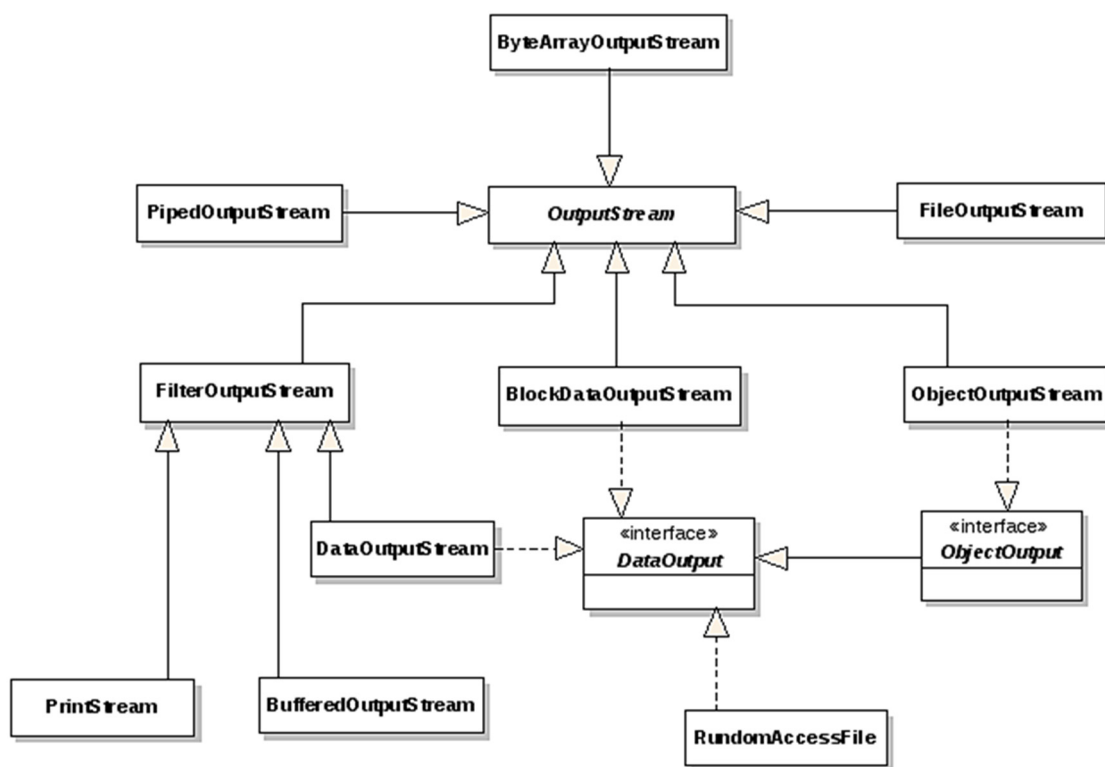 ByteArrayOutputStream
PipedOutputStream
OutputStream
FileOutputStream
FilterOutputStream
BlockDataOutputStream
ObjectOutputStream
DataOutputStream
«interface»
DataOutput
«interface»
ObjectOutput
PrintStream
BufferedOutputStream
RundomAccessFile